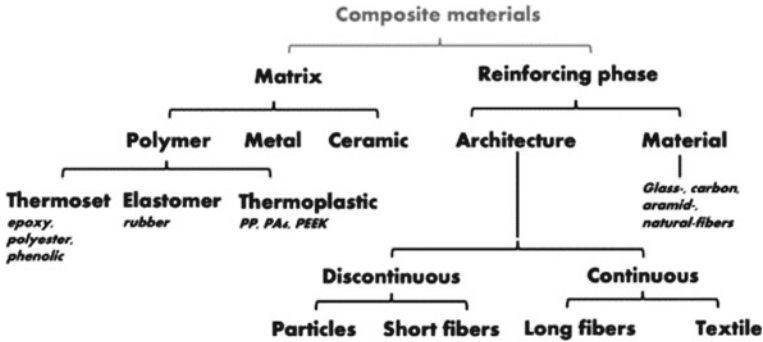 Composite materials
Matrix
Reinforcing phase
Polymer
Metal
Ceramic
Architecture
Material
Thermoset
epoxy,
polyester,
phenolic
Elastomer
rubber
Thermoplastic
PP, PA6, PEEK
Glass-, carbon,
aramid-,
natural-fibers
Discontinuous
Continuous
Particles
Short fibers
Long fibers
Textile